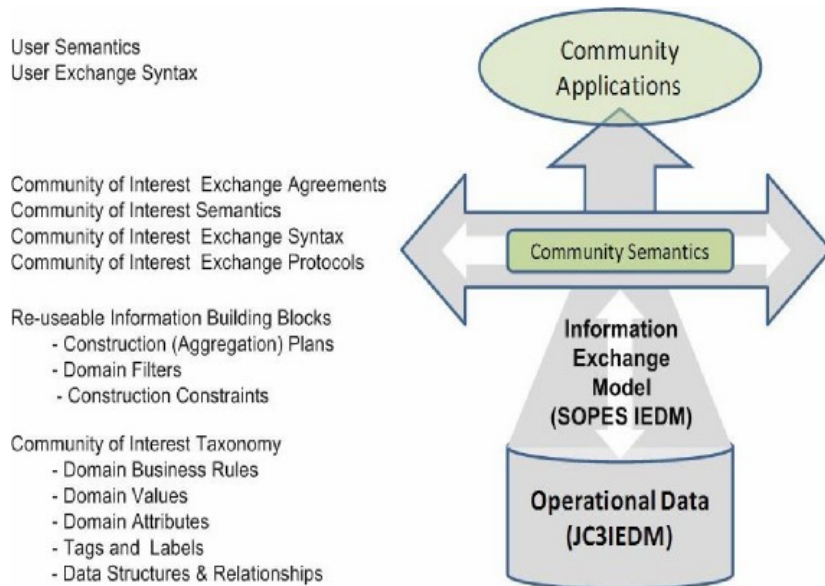 User Semantics
User Exchange Syntax
Community of Interest Exchange Agreements
Community of Interest Semantics
Community of Interest Exchange Syntax
Community of Interest Exchange Protocols
Re-useable Information Building Blocks
- Construction (Aggregation) Plans
- Domain Filters
- Construction Constraints
Community of Interest Taxonomy
- Domain Business Rules
- Domain Values
- Domain Attributes
- Tags and Labels
- Data Structures & Relationships
Community
Applications
Community Semantics
Information
Exchange
Model
(SOPES IEDM)
Operational Data
(JC3IEDM)